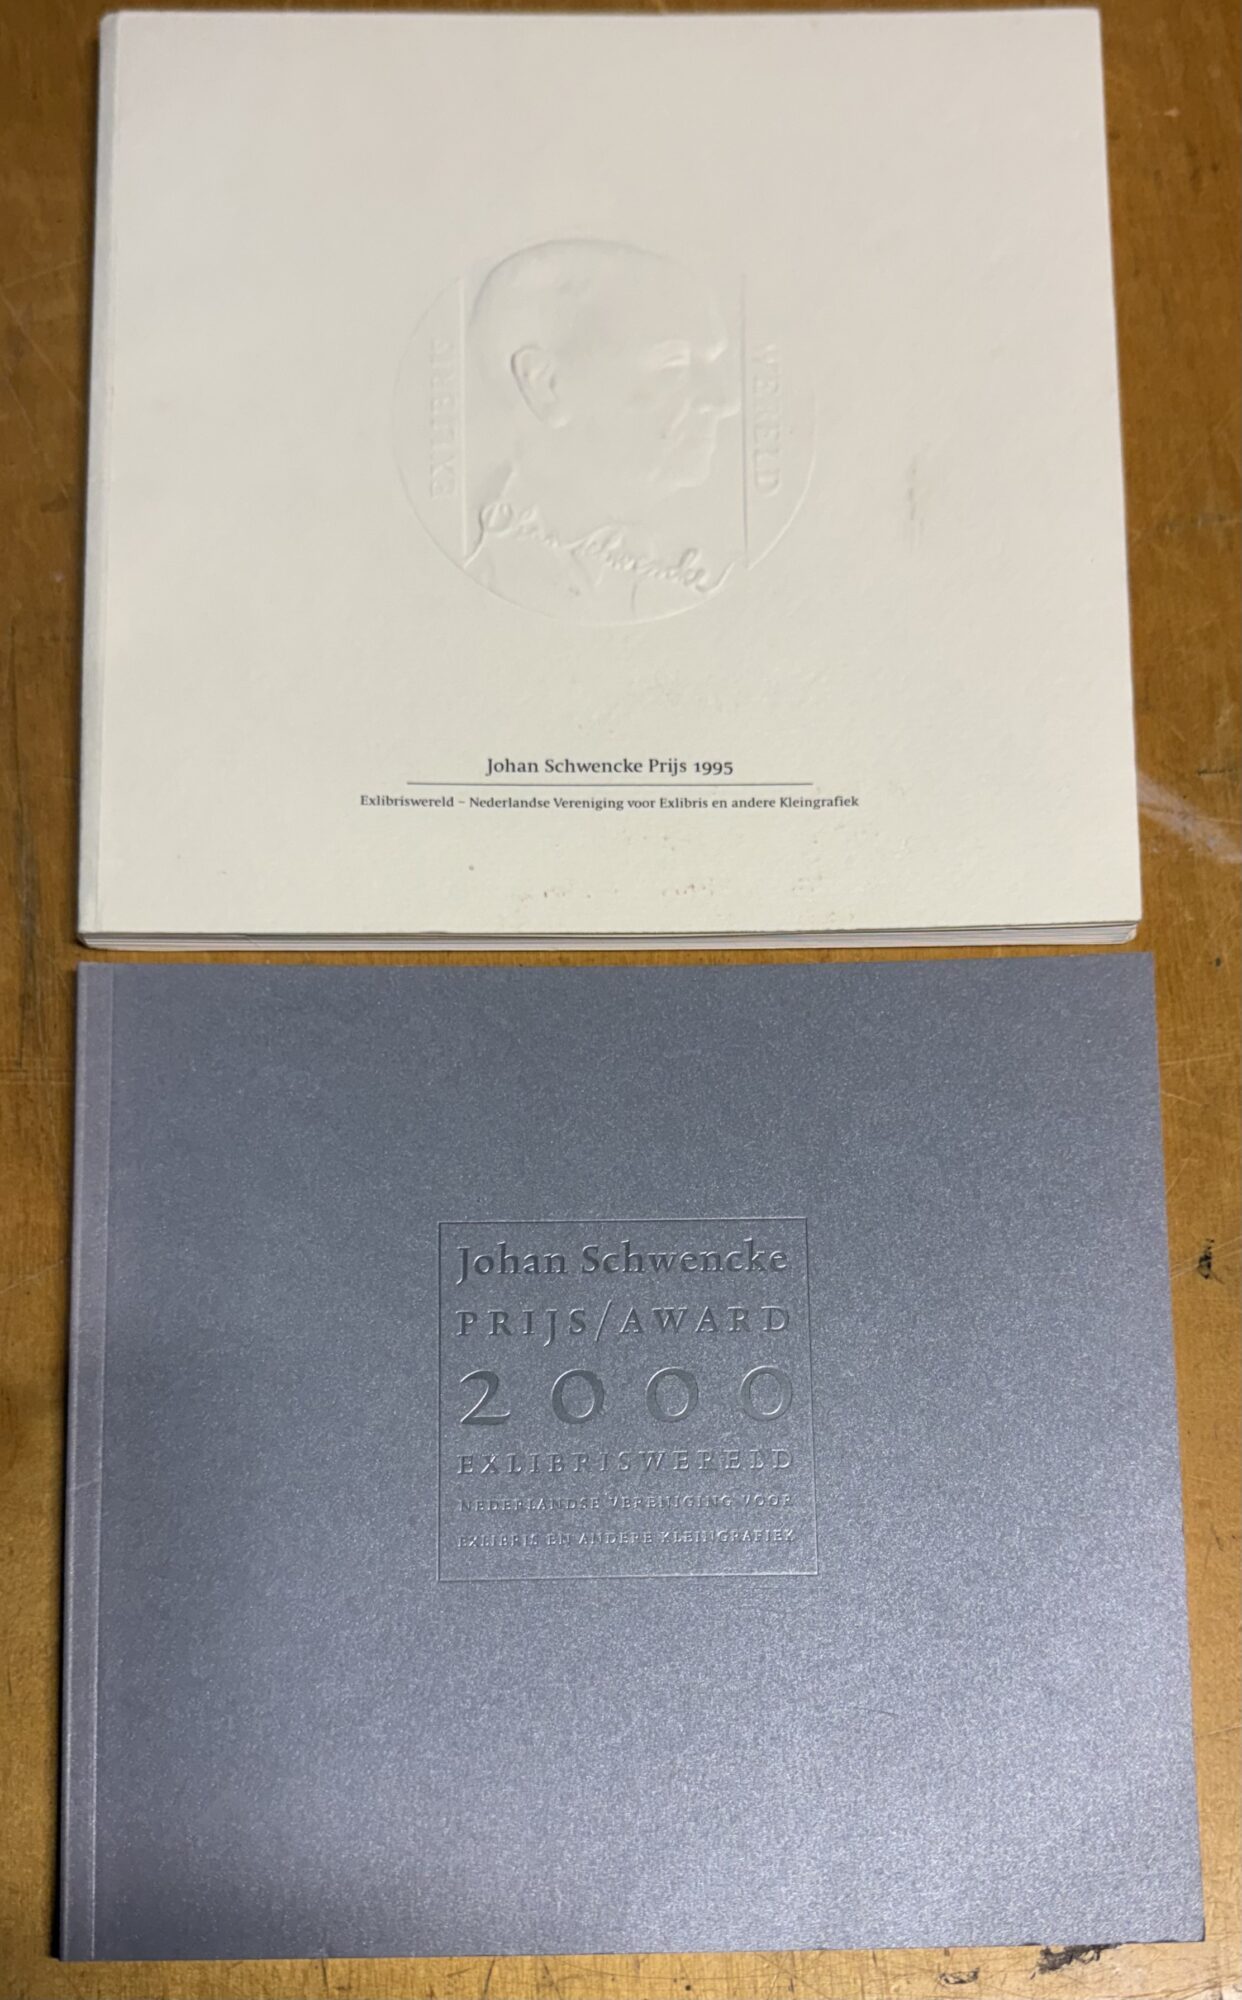 EXLIBRIS
WERELD
Johan Schwencke
Johan Schwencke Prijs 1995
Exlibriswereld – Nederlandse Vereniging voor Exlibris en andere Kleingrafiek
Johan Schwencke
PRIJS/AWARD
2000
EXLIBRISWERELD
NEDERLANDSE VERENIGING VOOR
EXLIBRIS EN ANDERE KLEINGRAFIEK